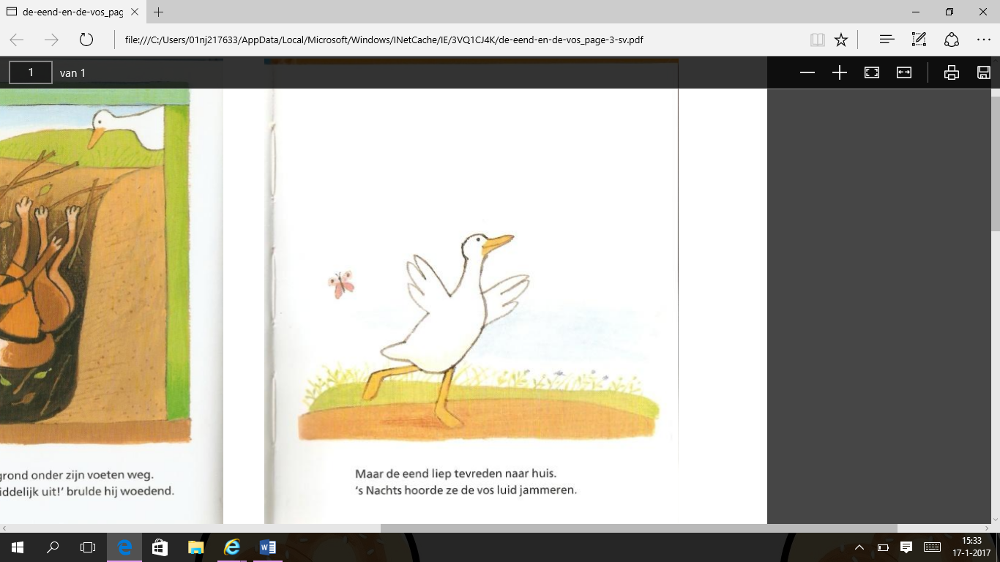 de-eend-en-de-vos_pag
file:///C:/Users/01nj217633/AppData/Local/Microsoft/Windows/INetCache/IE/3VQ1CJ4K/de-eend-en-de-vos_page-3-sv.pdf
1 van 1
grond onder zijn voeten weg.
iddelijk uit!’ brulde hij woedend.
Maar de eend liep tevreden naar huis.
’s Nachts hoorde ze de vos luid jammeren.
15:33
17-1-2017